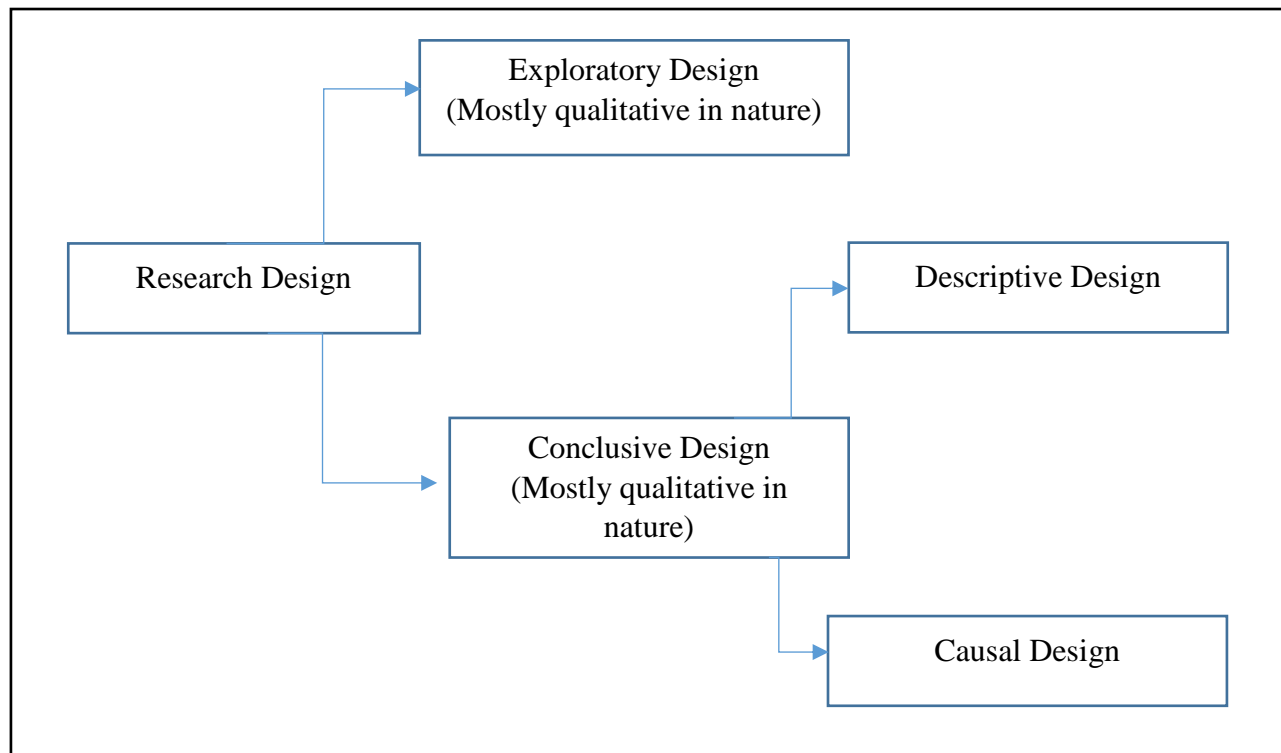 Exploratory Design
(Mostly qualitative in nature)
Research Design
Descriptive Design
Conclusive Design
(Mostly qualitative in
nature)
Causal Design